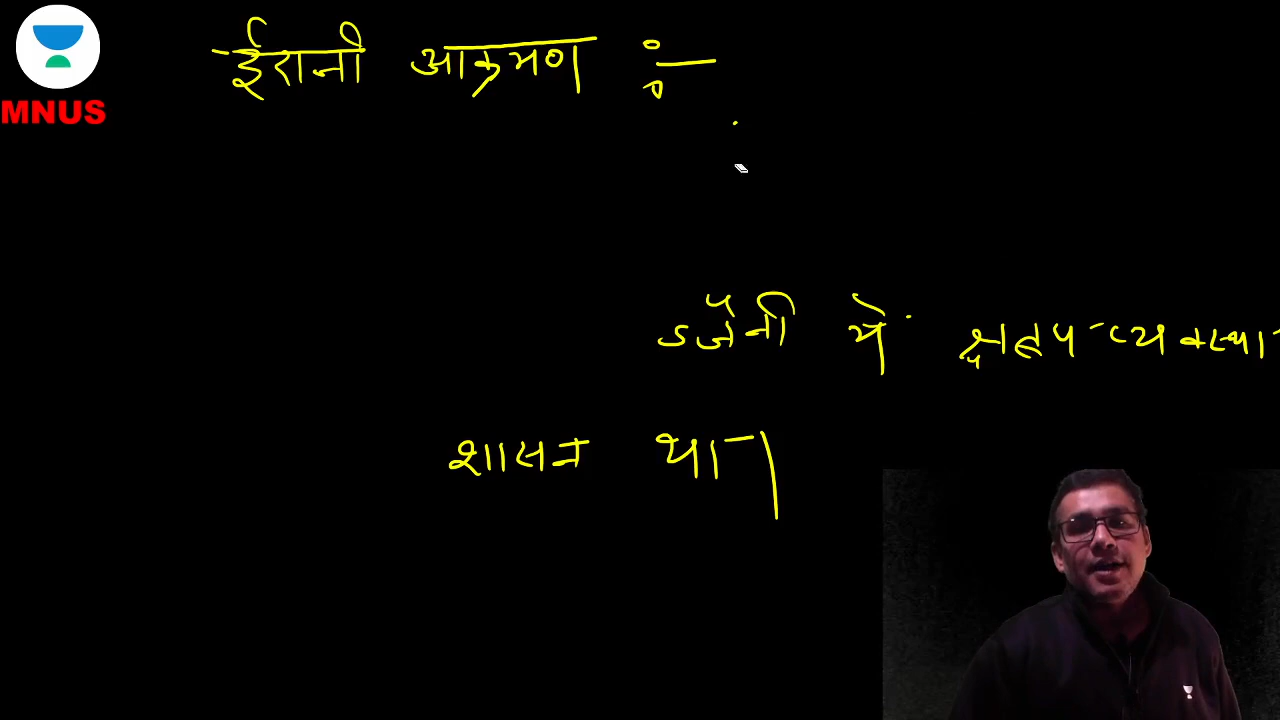 MNUS
ईरानी आक्रमण :-
उज्जैनी में क्षत्रप व्यवस्था
शासन था।